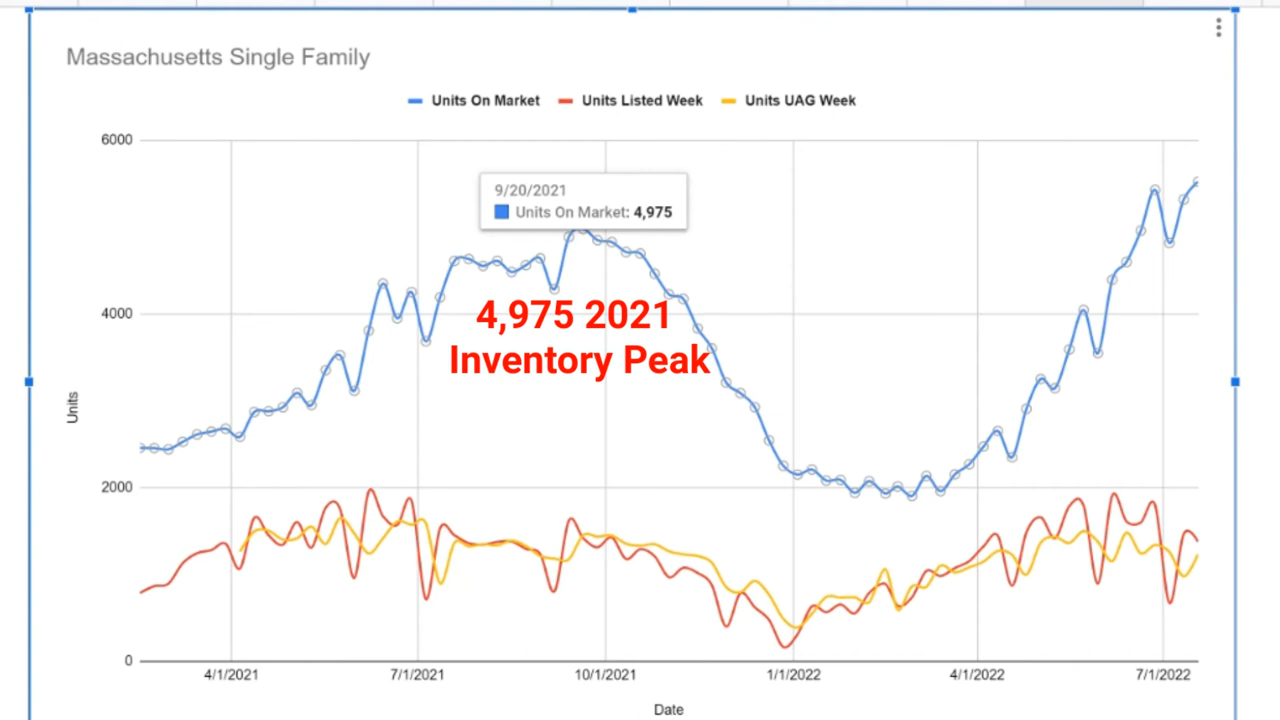 Massachusetts Single Family
Units On Market Units Listed Week Units UAG Week
6000
9/20/2021
Units On Market: 4,975
4,975 2021
Inventory Peak
4000
Units
2000
0
4/1/2021 7/1/2021 10/1/2021 1/1/2022 4/1/2022 7/1/2022
Date